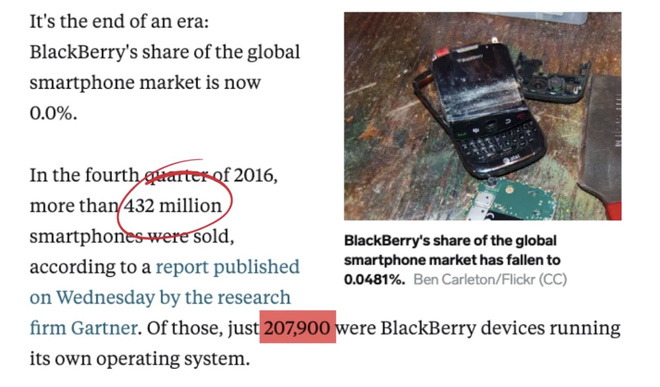 It's the end of an era:
BlackBerry's share of the global
smartphone market is now
0.0%.
In the fourth quarter of 2016,
more than 432 million
smartphones were sold,
according to a report published
on Wednesday by the research
firm Gartner. Of those, just 207,900 were BlackBerry devices running
its own operating system.
BlackBerry's share of the global
smartphone market has fallen to
0.0481%. Ben Carleton/Flickr (CC)